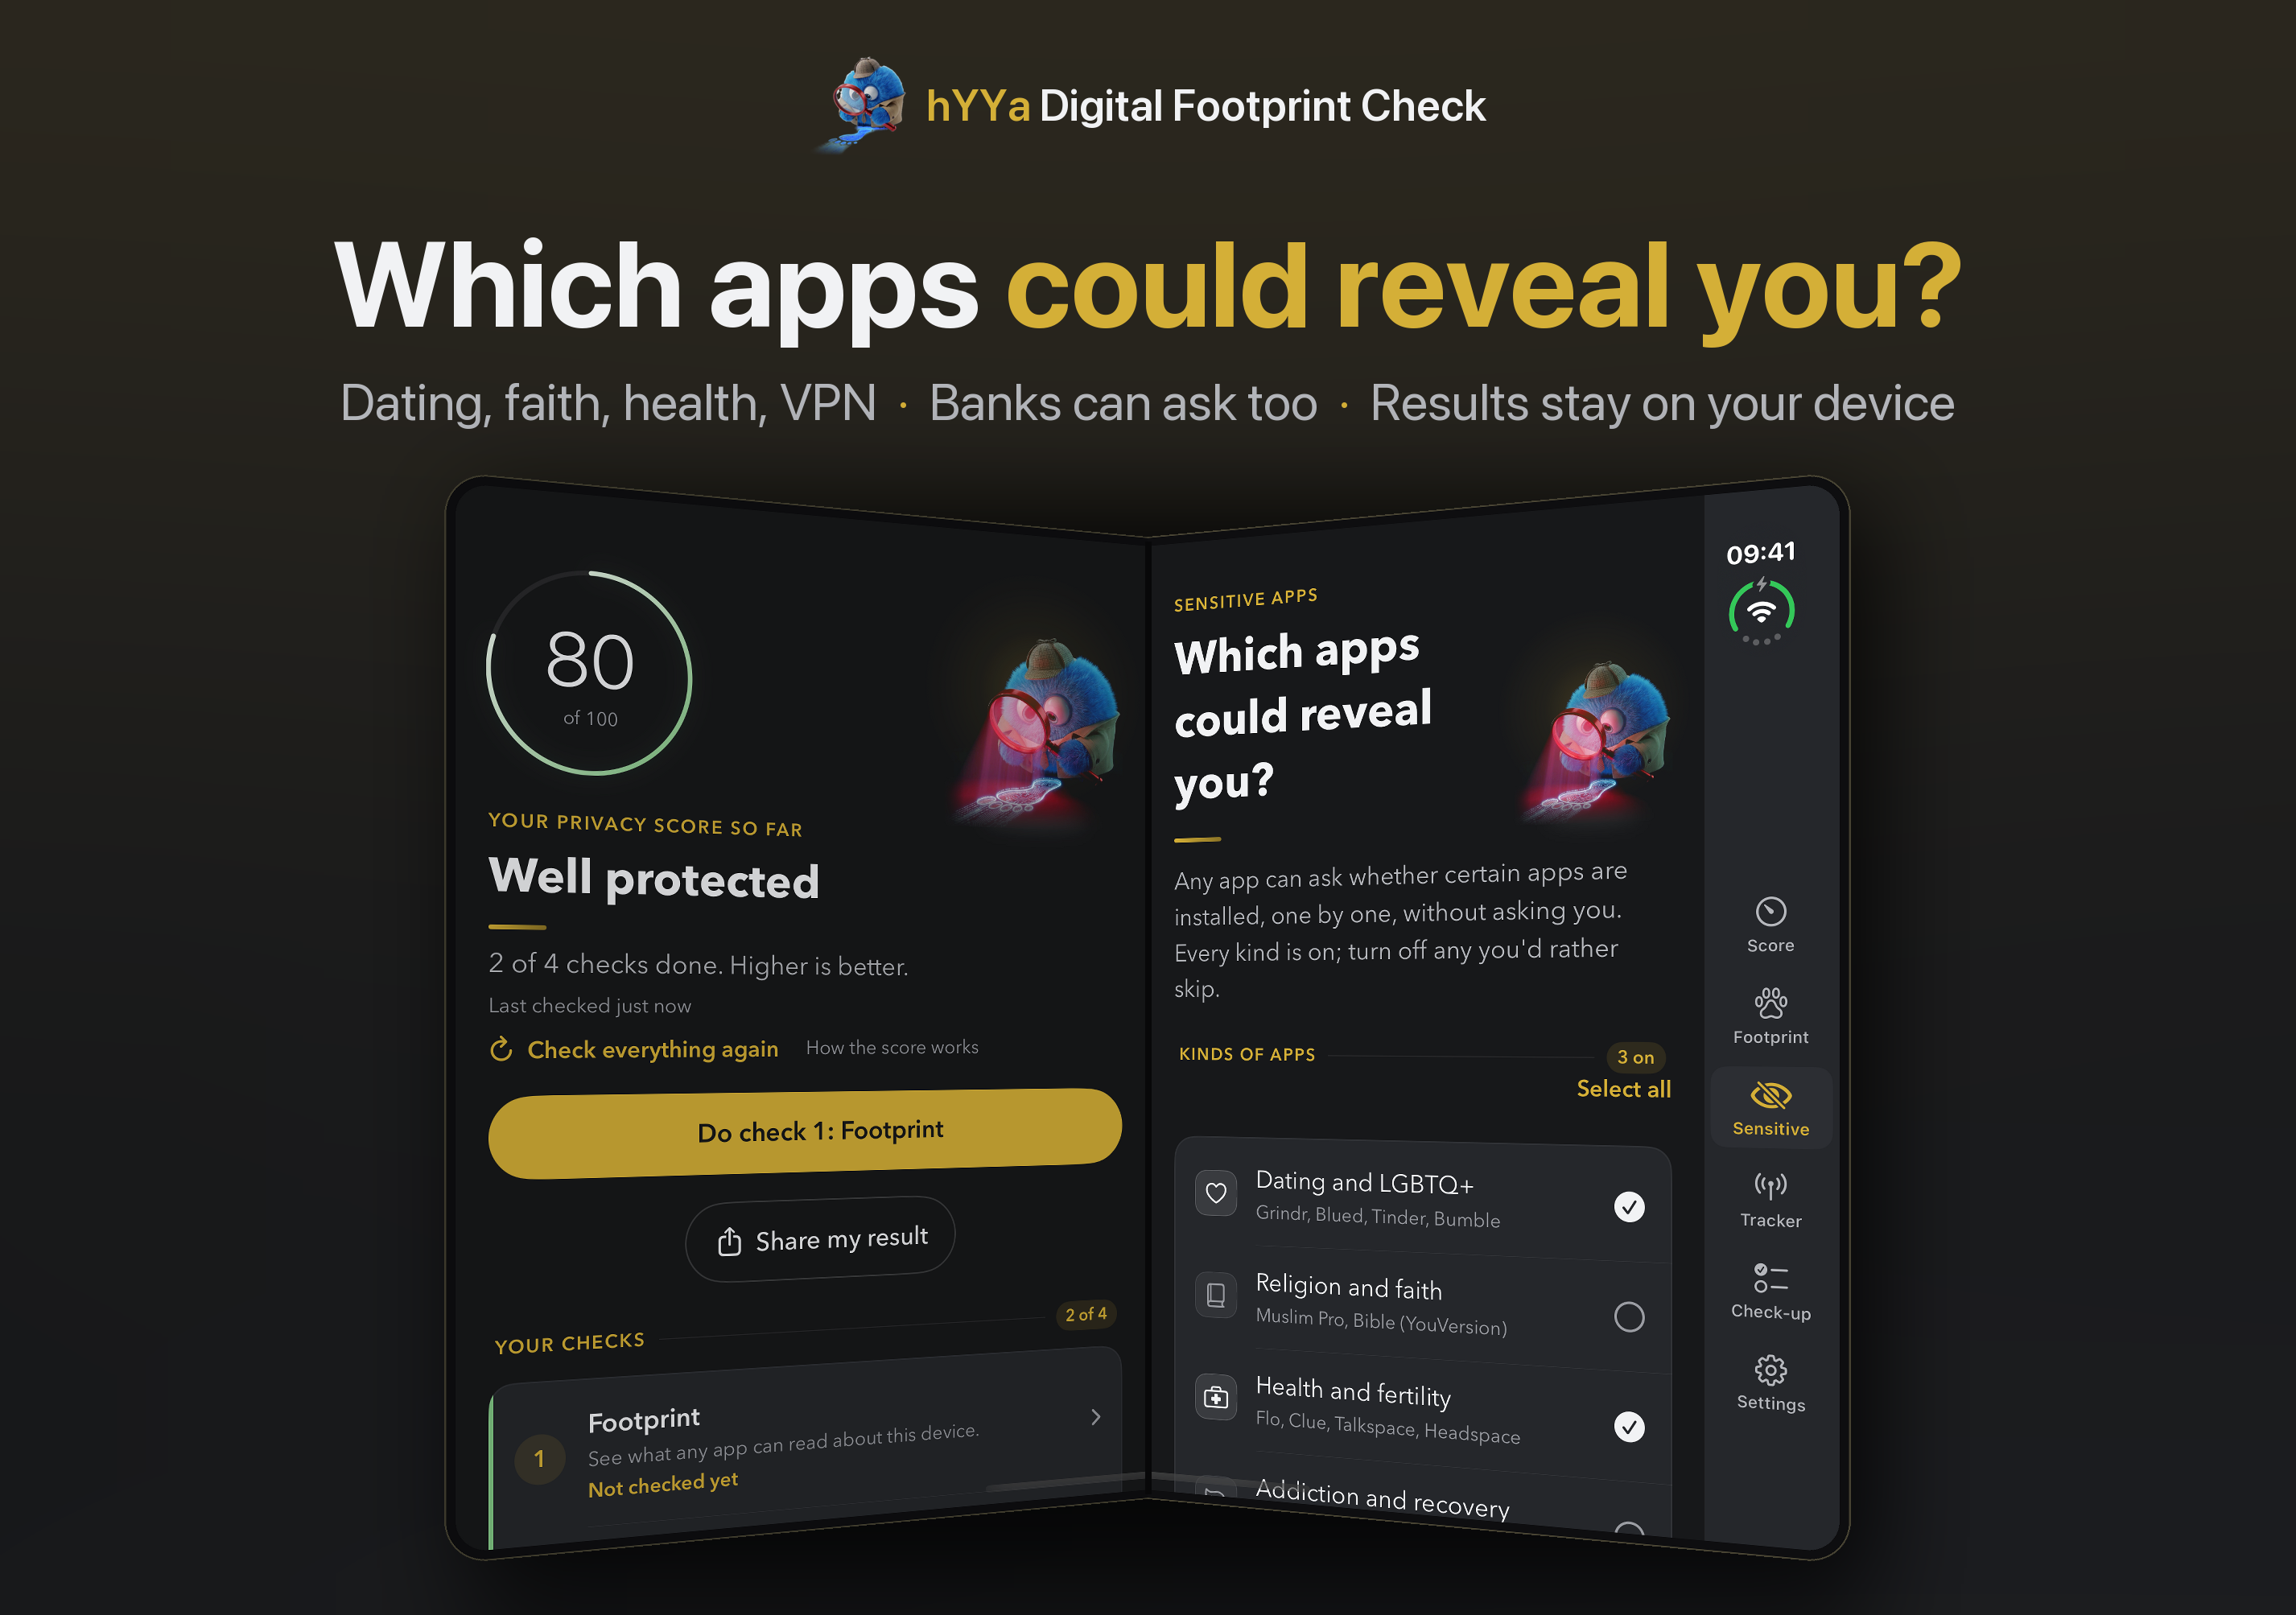 hYYa Digital Footprint Check
Which apps could reveal you?
Dating, faith, health, VPN · Banks can ask too · Results stay on your device
80
of 100
YOUR PRIVACY SCORE SO FAR
Well protected
2 of 4 checks done. Higher is better.
Last checked just now
Check everything again
How the score works
Do check 1: Footprint
Share my result
YOUR CHECKS
2 of 4
1
Footprint
See what any app can read about this device.
Not checked yet
SENSITIVE APPS
Which apps
could reveal
you?
Any app can ask whether certain apps are
installed, one by one, without asking you.
Every kind is on; turn off any you'd rather
skip.
KINDS OF APPS
3 on
Select all
Dating and LGBTQ+
Grindr, Blued, Tinder, Bumble
Religion and faith
Muslim Pro, Bible (YouVersion)
Health and fertility
Flo, Clue, Talkspace, Headspace
Addiction and recovery
09:41
Score
Footprint
Sensitive
Tracker
Check-up
Settings